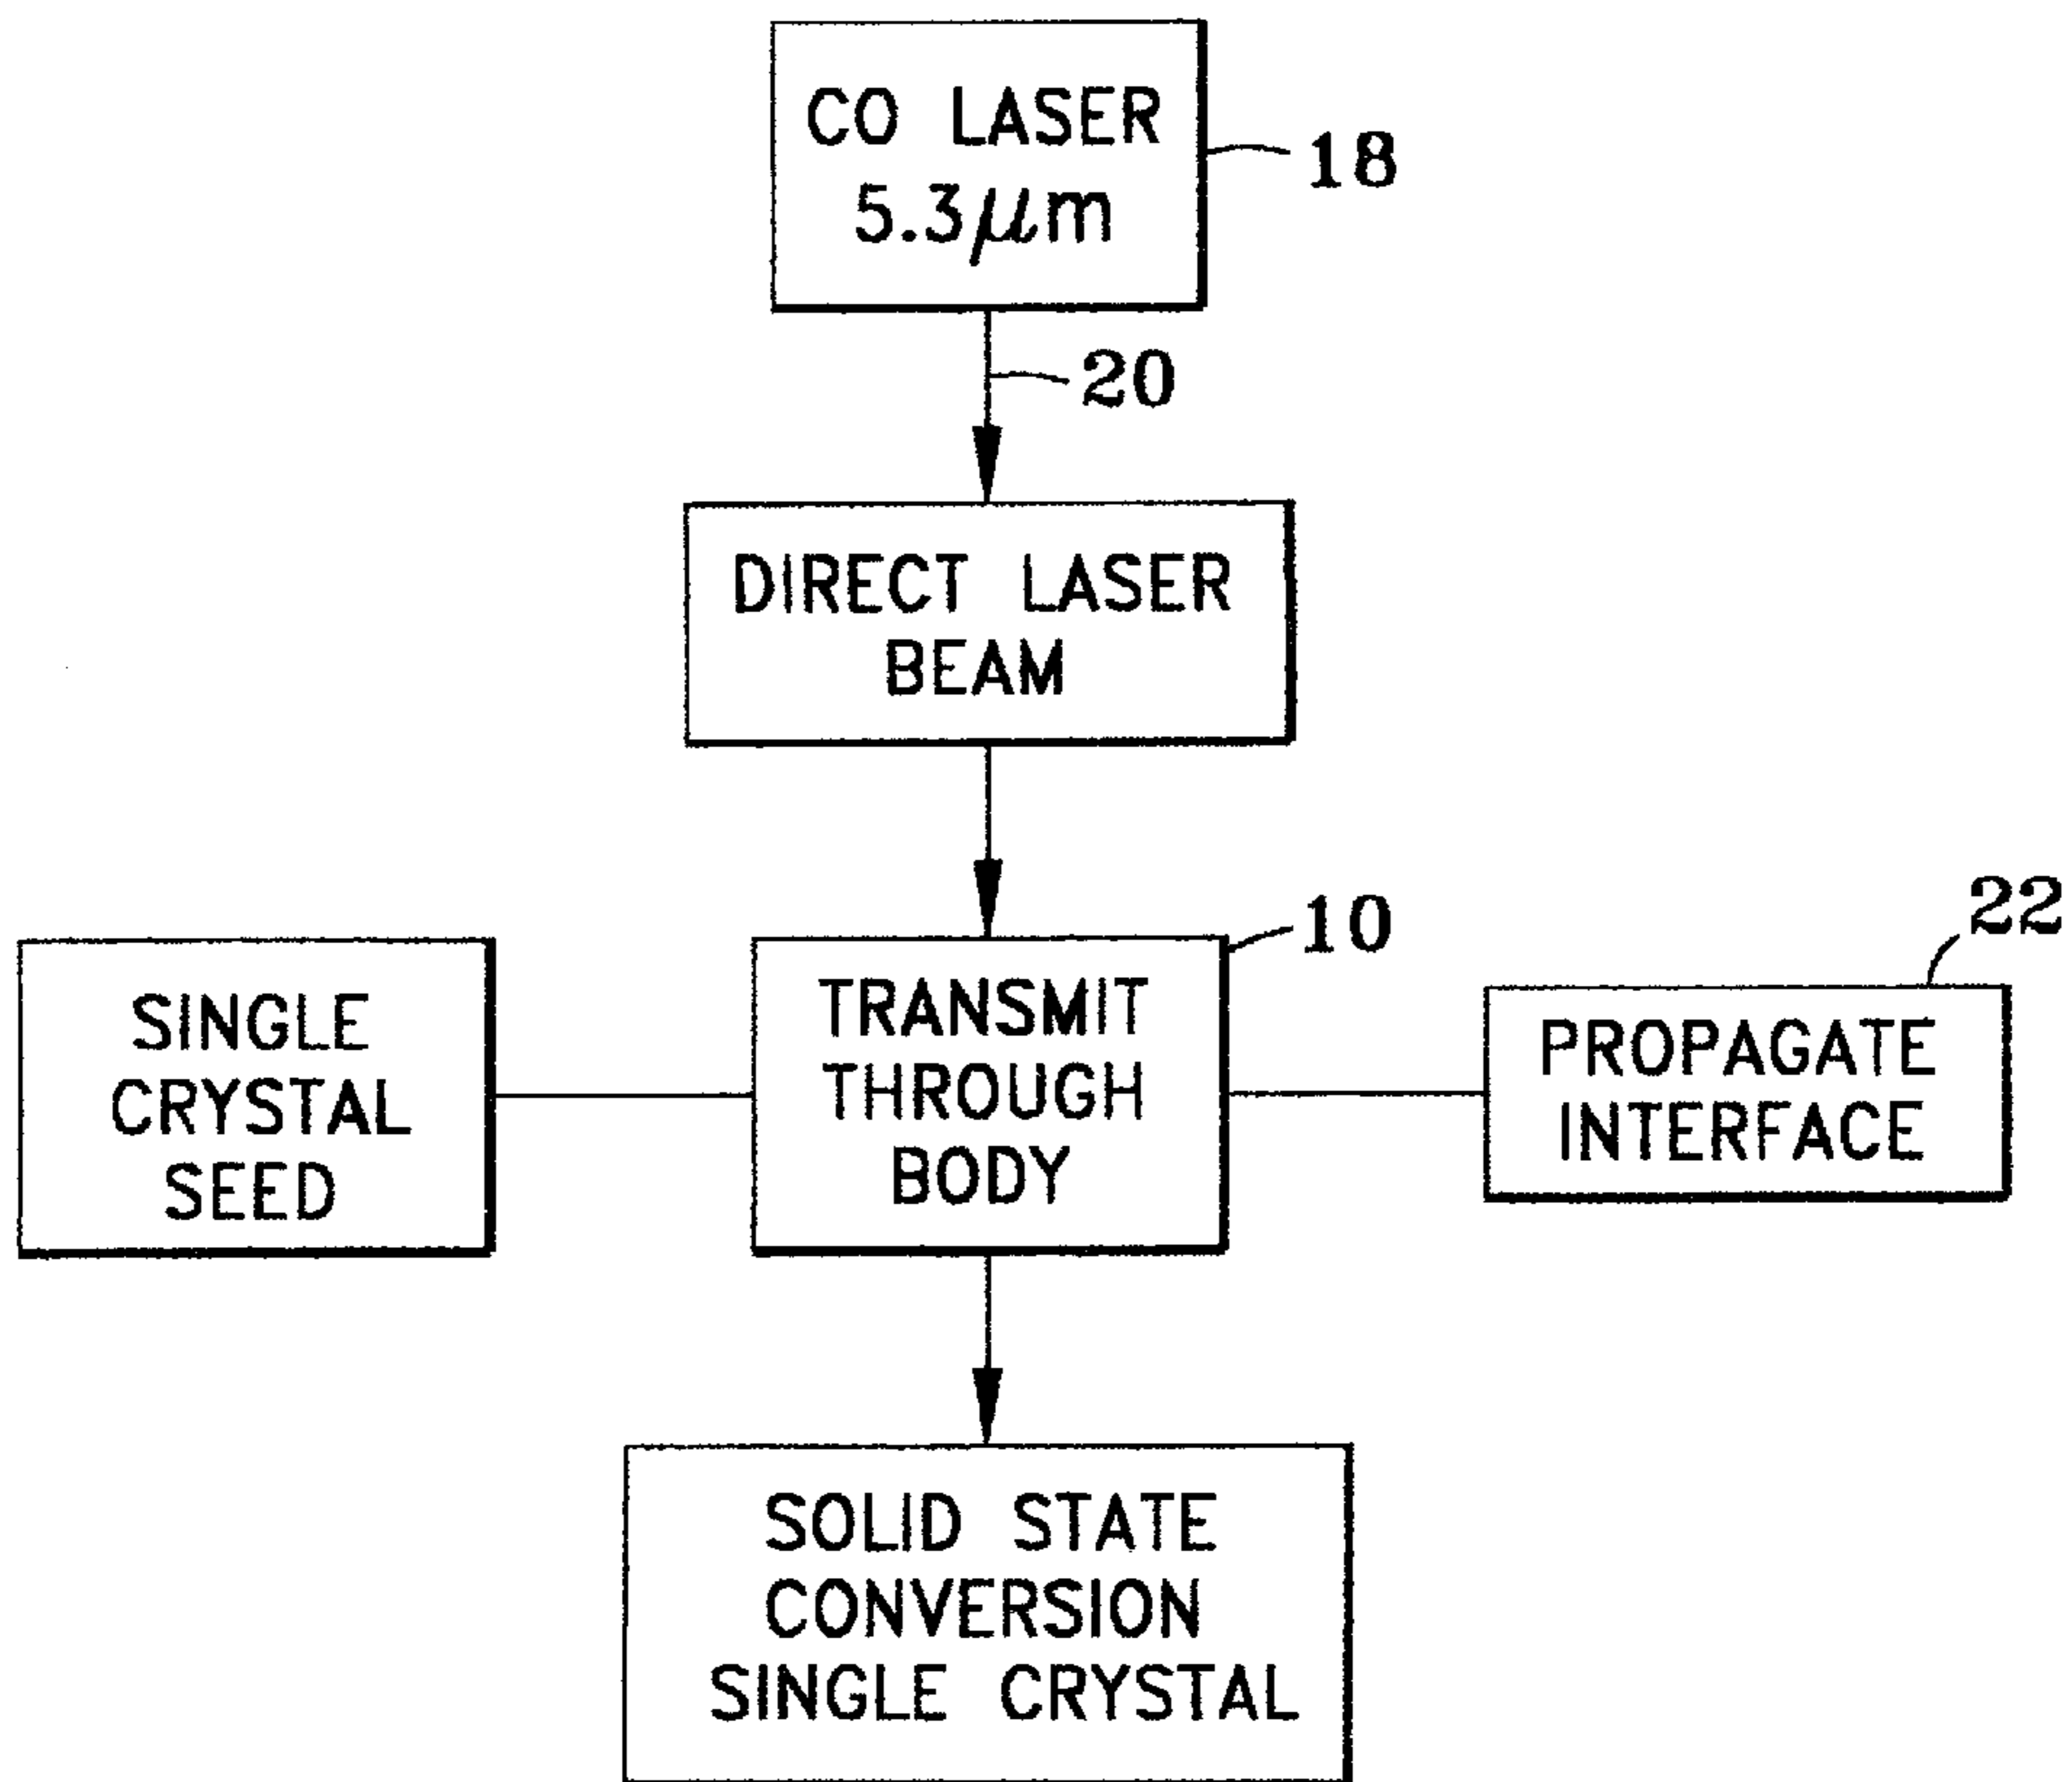 CO LASER
5.3μm
18
20
DIRECT LASER
BEAM
10
22
SINGLE
CRYSTAL
SEED
TRANSMIT
THROUGH
BODY
PROPAGATE
INTERFACE
SOLID STATE
CONVERSION
SINGLE CRYSTAL